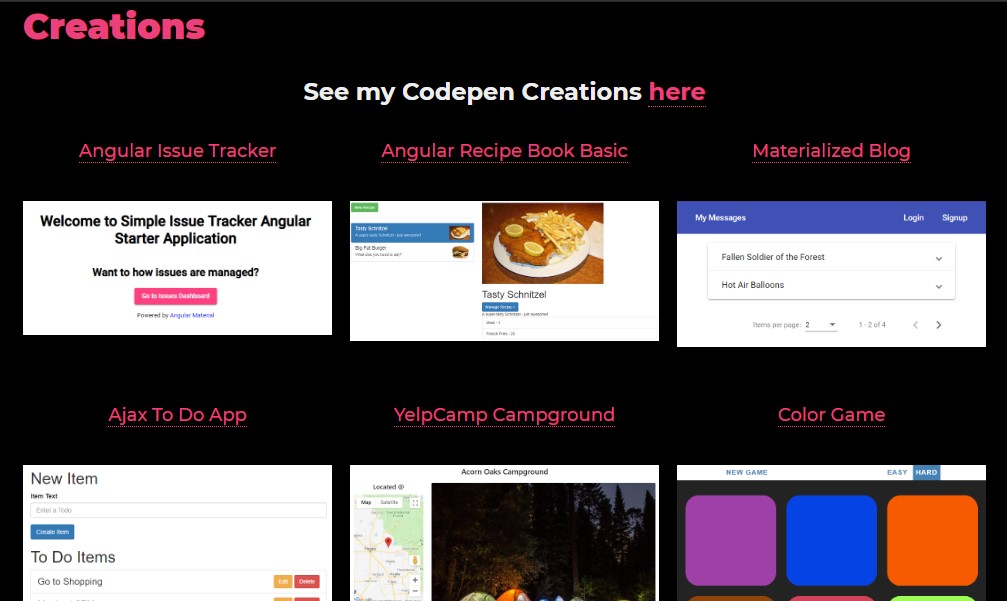 Creations
See my Codepen Creations here
Angular Issue Tracker
Angular Recipe Book Basic
Materialized Blog
Welcome to Simple Issue Tracker Angular
Starter Application
Want to how issues are managed?
Go to Issues Dashboard
Powered by Angular Material
New Recipe
Tasty Schnitzel
A super-tasty Schnitzel - just awesome!
Big Fat Burger
What else you need to say?
Tasty Schnitzel
Manage Recipe
A super-tasty Schnitzel - just awesome!
Meat - 1
French Fries - 20
My Messages
Login
Signup
Fallen Soldier of the Forest
Hot Air Balloons
Items per page: 2
1 - 2 of 4
Ajax To Do App
YelpCamp Campground
Color Game
New Item
Item Text
Enter a Todo
Create Item
To Do Items
Go to Shopping
Edit
Delete
Acorn Oaks Campground
Located @
Map
Satellite
NEW GAME
EASY
HARD